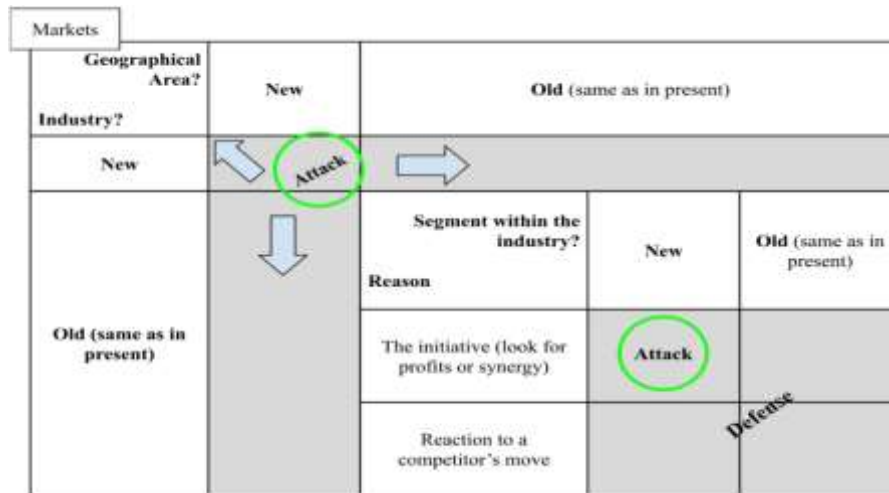 Markets
Geographical
Area?
Industry?
New
Old (same as in present)
New
Attack
Old (same as in
present)
Segment within the
industry?
Reason
New
Old (same as in
present)
The initiative (look for
profits or synergy)
Attack
Reaction to a
competitor's move
Defense